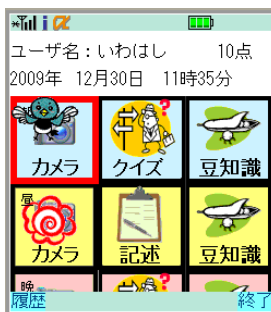 i α
ユーザ名：いわはし 10点
2009年 12月30日 11時35分
カメラ クイズ 豆知識
昼
カメラ 記述 豆知識
晩
履歴 終了